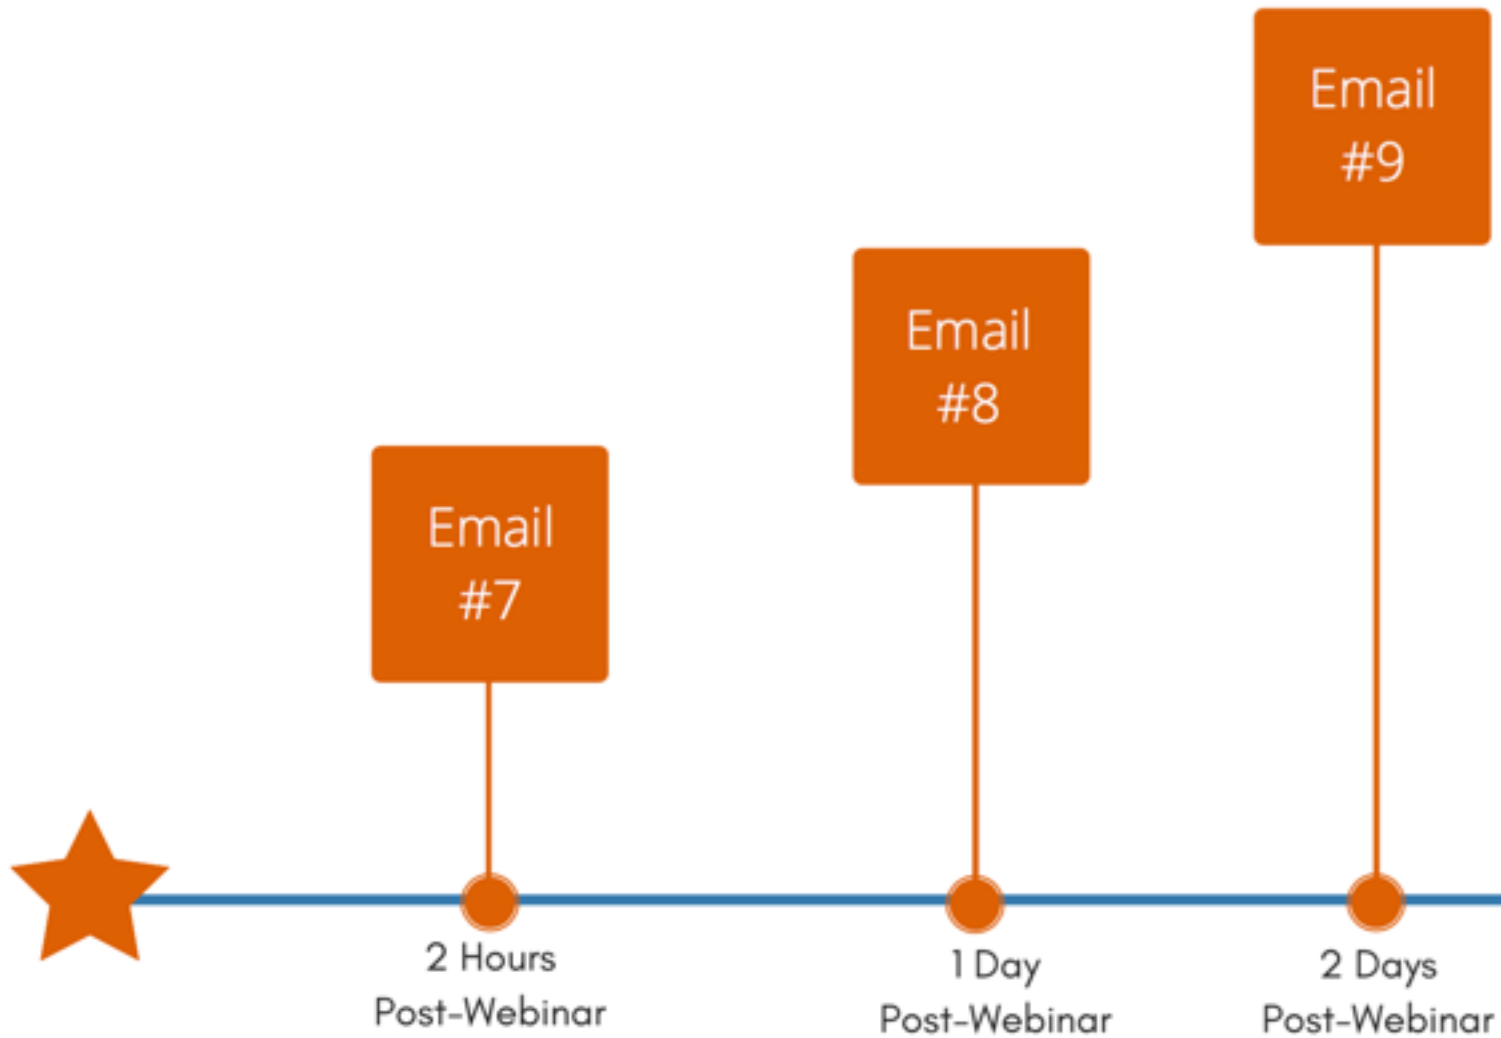 Email
#7
Email
#8
Email
#9
2 Hours
Post-Webinar
1 Day
Post-Webinar
2 Days
Post-Webinar